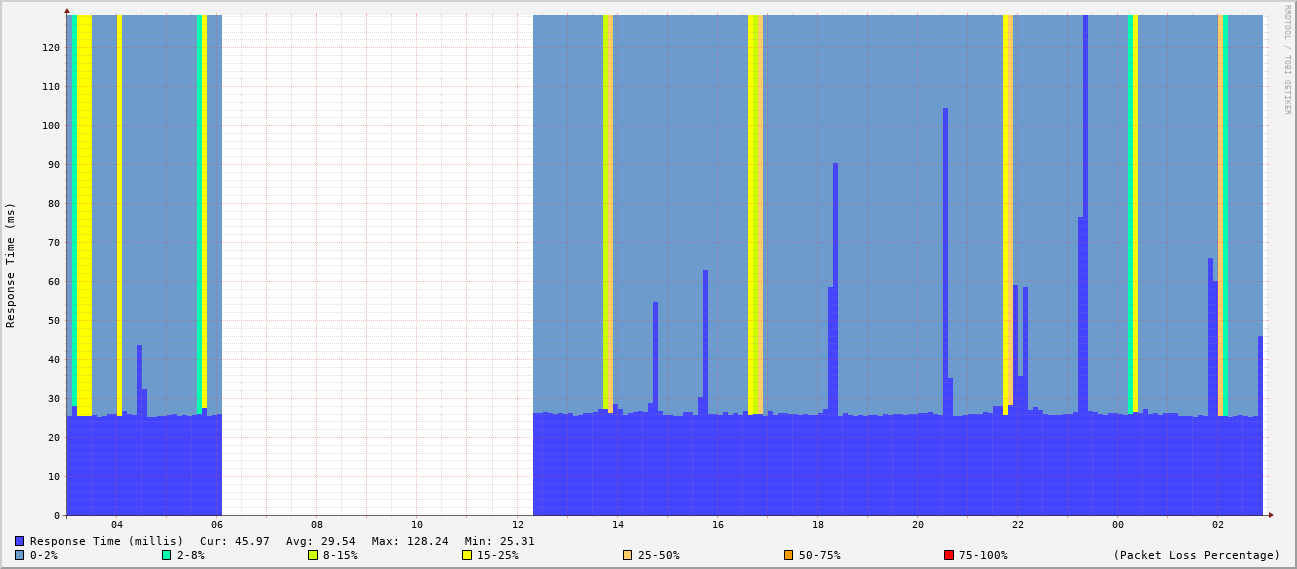 RRDTOOL / TOBI OETIKER
Response Time (ms)
120
110
100
90
80
70
60
50
40
30
20
10
0
04 06 08 10 12 14 16 18 20 22 00 02
Response Time (millis) Cur: 45.97 Avg: 29.54 Max: 128.24 Min: 25.31
0-2% 2-8% 8-15% 15-25% 25-50% 50-75% 75-100% (Packet Loss Percentage)